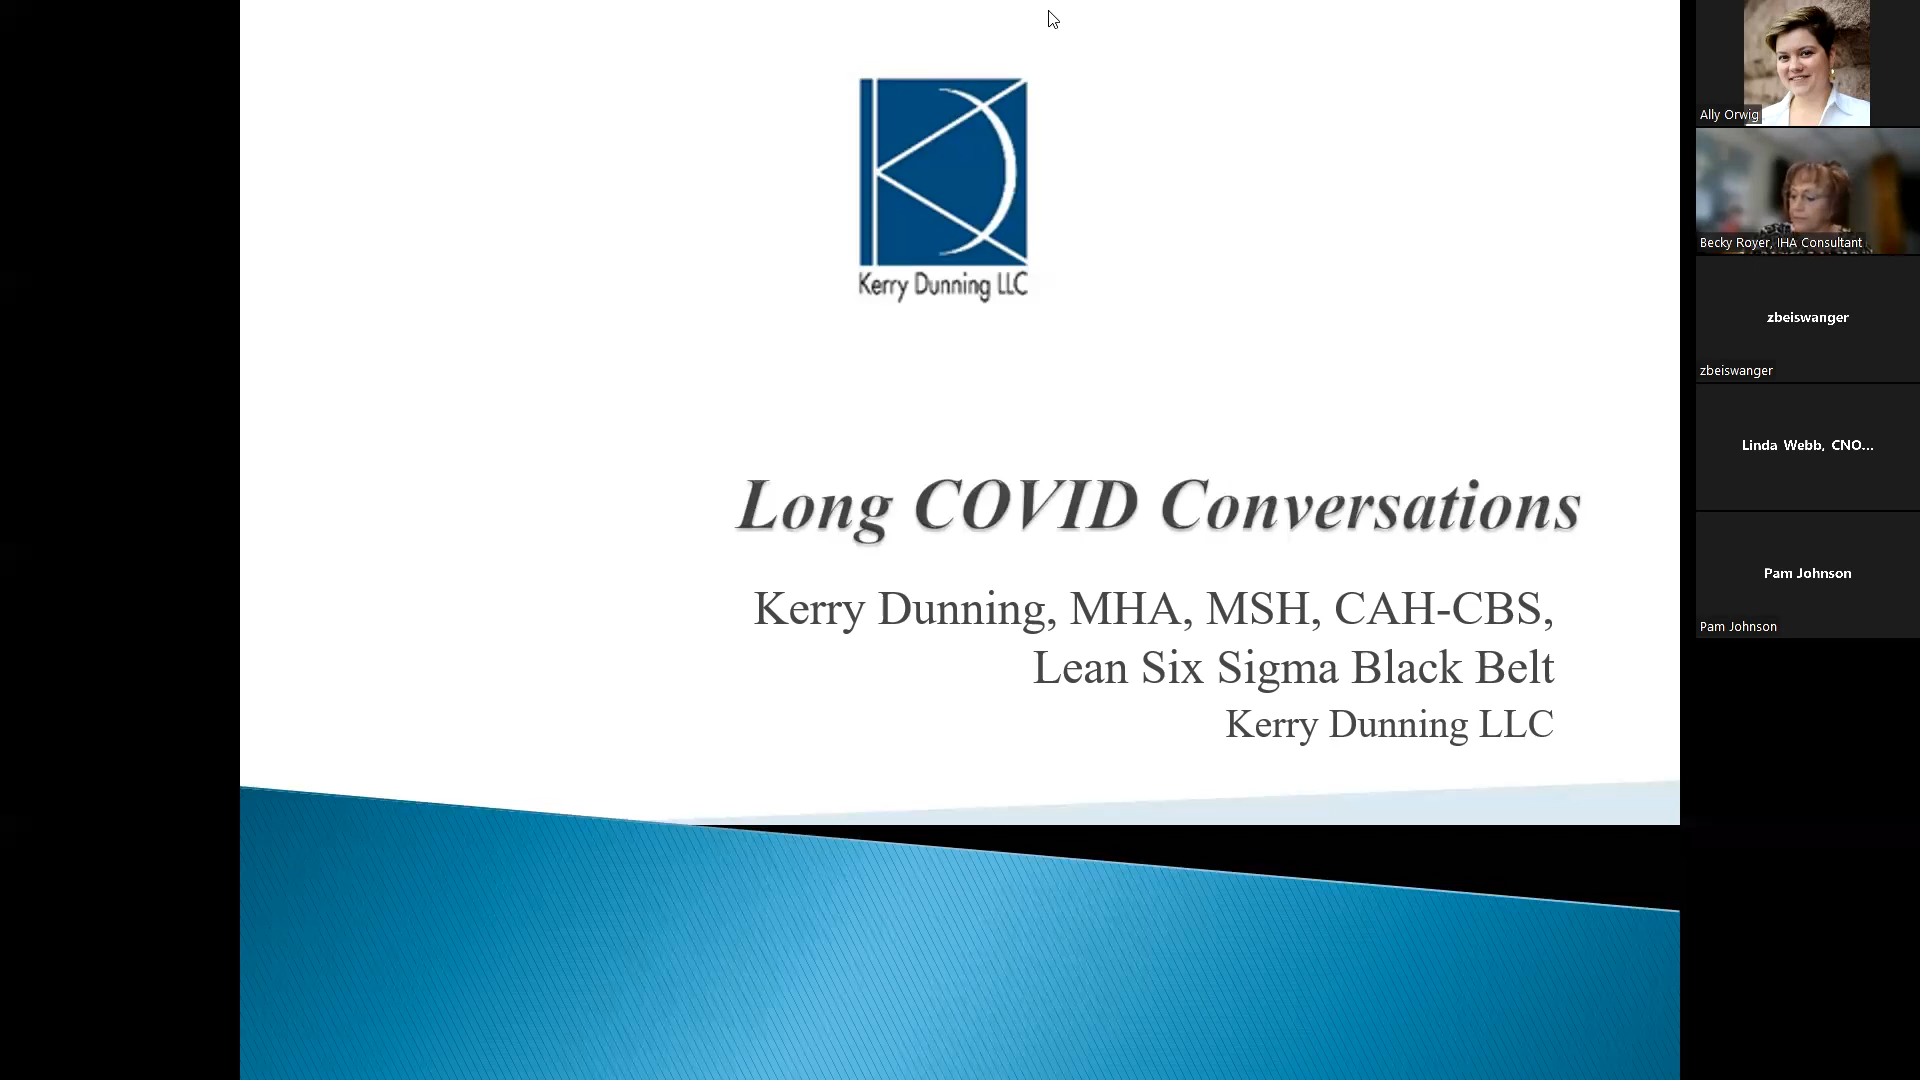 Kerry Dunning LLC
Long COVID Conversations
Kerry Dunning, MHA, MSH, CAH-CBS,
Lean Six Sigma Black Belt
Kerry Dunning LLC
Ally Orwig
Becky Royer, IHA Consultant
zbeiswanger
zbeiswanger
Linda Webb, CNO...
Pam Johnson
Pam Johnson